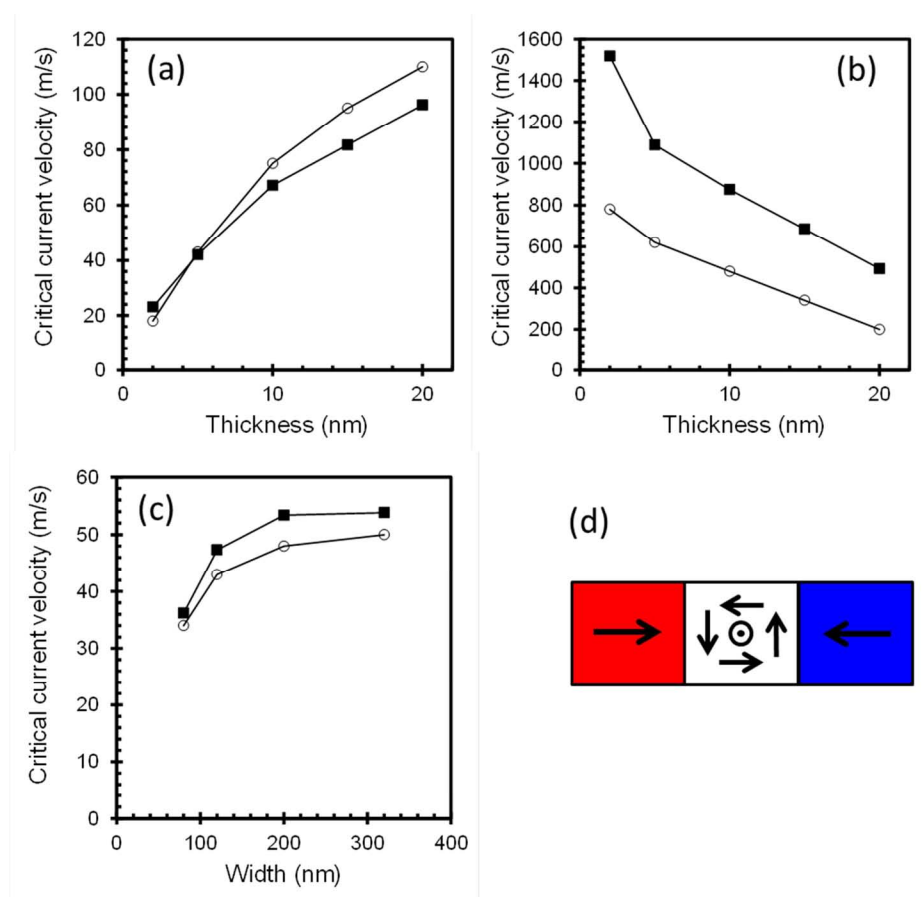 (a)
Critical current velocity (m/s)
120
100
80
60
40
20
0
0 10 20
Thickness (nm)
(b)
Critical current velocity (m/s)
1600
1400
1200
1000
800
600
400
200
0
0 10 20
Thickness (nm)
(c)
Critical current velocity (m/s)
60
50
40
30
20
10
0
0 100 200 300 400
Width (nm)
(d)